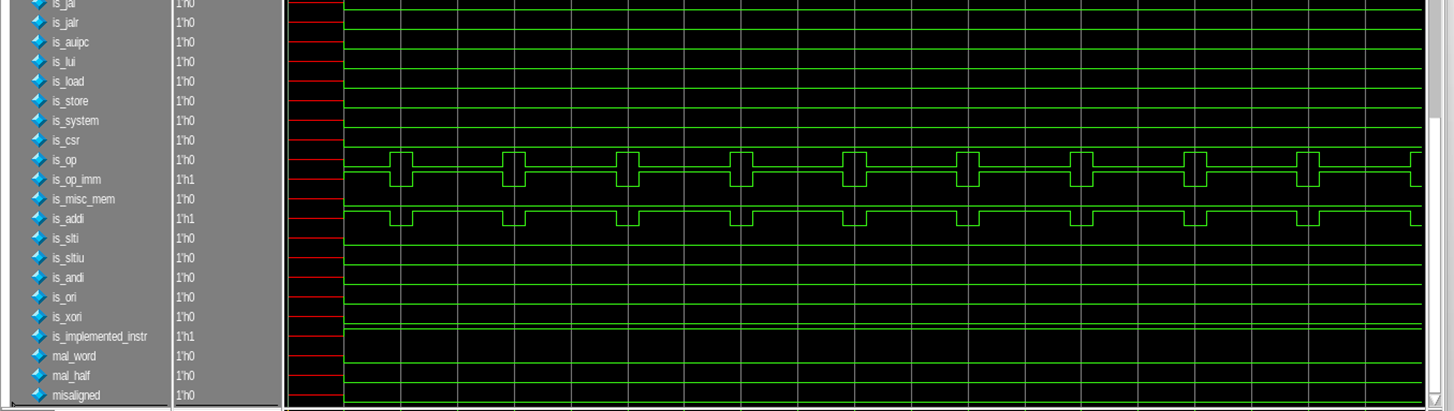 is_jal 1'h0
is_jalr 1'h0
is_auipc 1'h0
is_lui 1'h0
is_load 1'h0
is_store 1'h0
is_system 1'h0
is_csr 1'h0
is_op 1'h0
is_op_imm 1'h1
is_misc_mem 1'h0
is_addi 1'h1
is_slti 1'h0
is_sltiu 1'h0
is_andi 1'h0
is_ori 1'h0
is_xori 1'h0
is_implemented_instr 1'h1
mal_word 1'h0
mal_half 1'h0
misaligned 1'h0